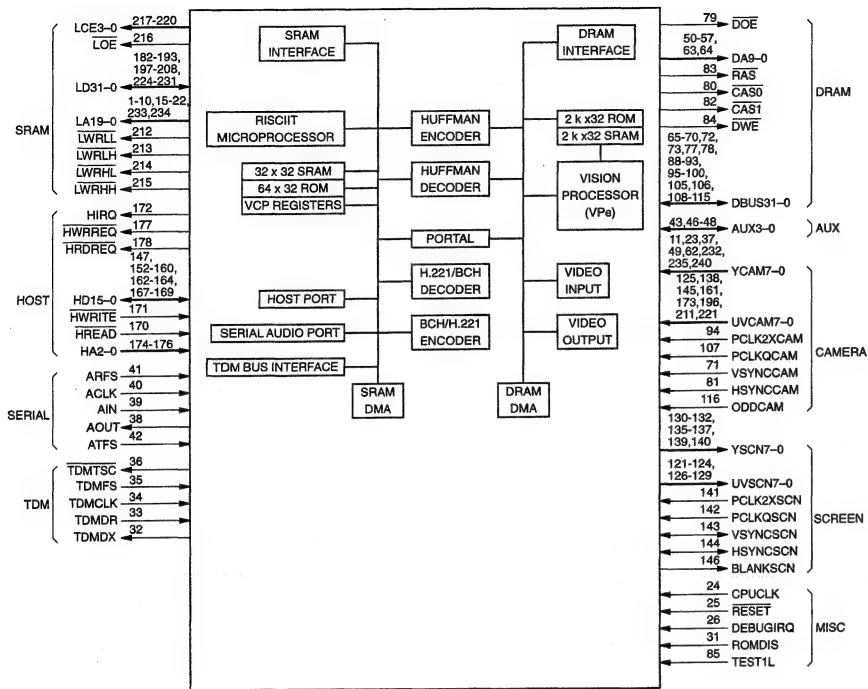 SRAM
LCE3-0 217-220
LOE 216
182-193,
197-208,
224-231
LD31-0
1-10,15-22,
233,234
LA19-0
LWRLL 212
LWRLH 213
LWRHL 214
LWRHH 215
HOST
HIRQ 172
HWRREQ 177
HRDREQ 178
147,
152-160,
162-164,
167-169
HD15-0
HWRITE 171
HREAD 170
HA2-0 174-176
SERIAL
ARFS 41
ACLK 40
AIN 39
AOUT 38
ATFS 42
TDM
TDMTSC 36
TDMFS 35
TDMCLK 34
TDMDR 33
TDMDX 32
SRAM
INTERFACE
RISCIIT
MICROPROCESSOR
32 x 32 SRAM
64 x 32 ROM
VCP REGISTERS
HOST PORT
SERIAL AUDIO PORT
TDM BUS INTERFACE
SRAM
DMA
HUFFMAN
ENCODER
HUFFMAN
DECODER
PORTAL
H.221/BCH
DECODER
BCH/H.221
ENCODER
DRAM
DMA
DRAM
INTERFACE
2 k x32 ROM
2 k x32 SRAM
VISION
PROCESSOR
(VPe)
VIDEO
INPUT
VIDEO
OUTPUT
79 DOE
50-57,
63,64
DA9-0
83 RAS
80 CAS0
82 CAS1
84 DWE
65-70,72,
73,77,78,
88-93,
95-100,
105,106,
108-115
DBUS31-0
DRAM
43,46-48 AUX3-0
AUX
11,23,37,
49,62,232,
235,240
YCAM7-0
125,138,
145,161,
173,196,
211,221
UVCAM7-0
94 PCLK2XCAM
107 PCLKQCAM
71 VSYNCCAM
81 HSYNCCAM
116 ODDCAM
CAMERA
130-132,
135-137,
139,140
YSCN7-0
121-124,
126-129
UVSCN7-0
141 PCLK2XSCN
142 PCLKQSCN
143 VSYNCSCN
144 HSYNCSCN
146 BLANKSCN
SCREEN
24 CPUCLK
25 RESET
26 DEBUGIRQ
31 ROMDIS
85 TEST1L
MISC